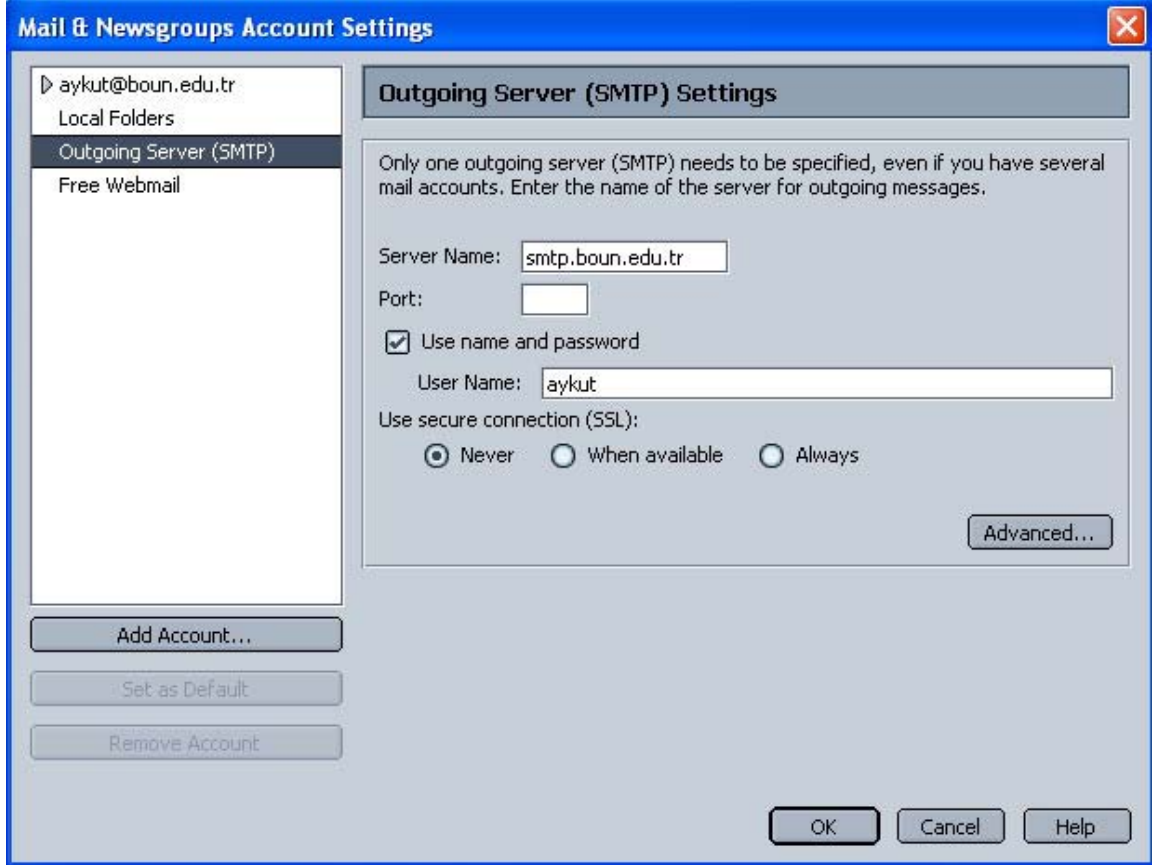 Mail & Newsgroups Account Settings
aykut@boun.edu.tr
Local Folders
Outgoing Server (SMTP)
Free Webmail
Add Account...
Set as Default
Remove Account
Outgoing Server (SMTP) Settings
Only one outgoing server (SMTP) needs to be specified, even if you have several
mail accounts. Enter the name of the server for outgoing messages.
Server Name: smtp.boun.edu.tr
Port:
Use name and password
User Name: aykut
Use secure connection (SSL):
Never When available Always
Advanced...
OK Cancel Help